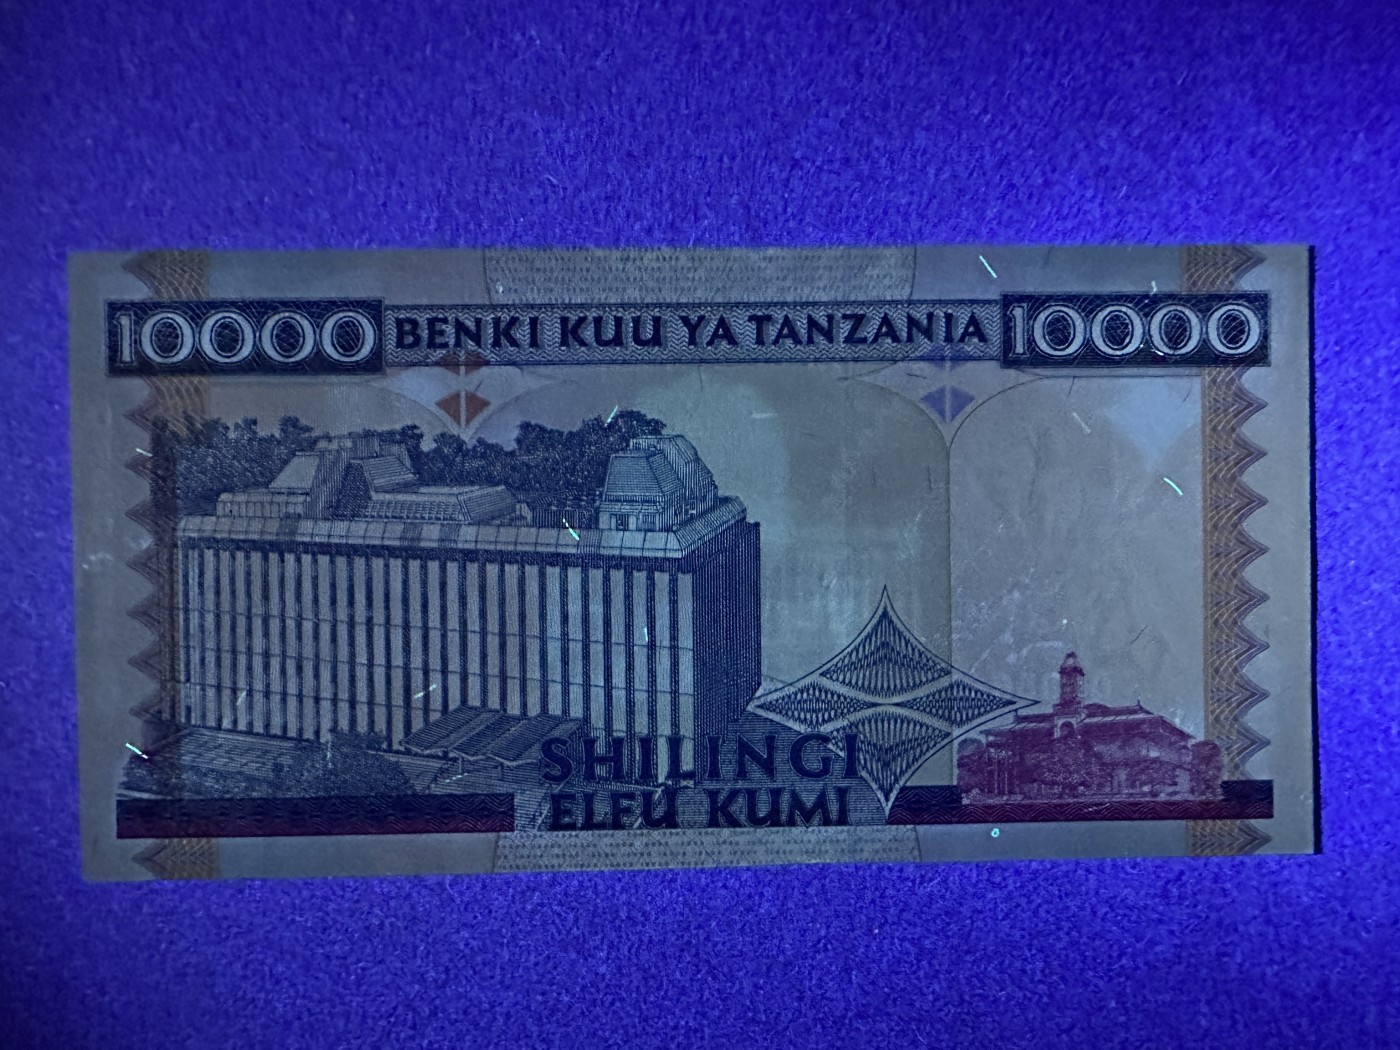 10000 BENKI KUU YA TANZANIA 10000
SHILINGI
ELFU KUMI